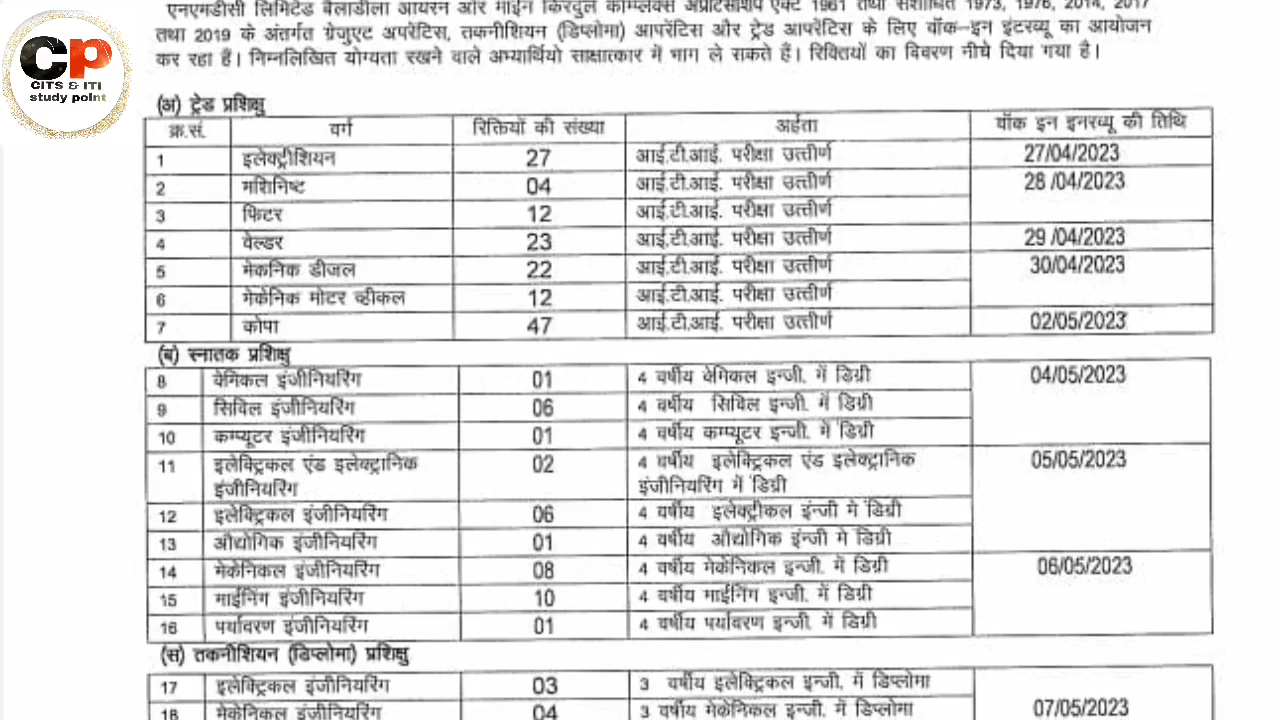 CP
CITS & ITI
study point
एनएमडीसी लिमिटेड बैलाडीला आयरन और माईन किरंदुल कॉम्प्लेक्स अप्रेंटिसशिप एक्ट 1961 तथा संशोधित 1973, 1976, 2014, 2017
तथा 2019 के अंतर्गत ग्रेजुएट अपरेंटिस, तकनीशियन (डिप्लोमा) आपरेंटिस और ट्रेड आपरेंटिस के लिए वॉक–इन इंटरव्यू का आयोजन
कर रहा हैं। निम्नलिखित योग्यता रखने वाले अभ्यार्थियो साक्षात्कार में भाग ले सकते हैं। रिक्तियों का विवरण नीचे दिया गया है।
(अ) ट्रेड प्रशिक्षु
क्र.सं. वर्ग रिक्तियों की संख्या अर्हता वॉक इन इनरव्यू की तिथि
1 इलेक्ट्रीशियन 27 आई.टी.आई. परीक्षा उत्तीर्ण 27/04/2023
2 मशिनिष्ट 04 आई.टी.आई. परीक्षा उत्तीर्ण 28 /04/2023
3 फिटर 12 आई.टी.आई. परीक्षा उत्तीर्ण
4 वेल्डर 23 आई.टी.आई. परीक्षा उत्तीर्ण 29 /04/2023
5 मेकनिक डीजल 22 आई.टी.आई. परीक्षा उत्तीर्ण 30/04/2023
6 मेकेनिक मोटर व्हीकल 12 आई.टी.आई. परीक्षा उत्तीर्ण
7 कोपा 47 आई.टी.आई. परीक्षा उत्तीर्ण 02/05/2023
(ब) स्नातक प्रशिक्षु
8 केमिकल इंजीनियरिंग 01 4 वर्षीय केमिकल इन्जी. में डिग्री 04/05/2023
9 सिविल इंजीनियरिंग 06 4 वर्षीय सिविल इन्जी. में डिग्री
10 कम्प्यूटर इंजीनियरिंग 01 4 वर्षीय कम्प्यूटर इन्जी. में डिग्री
11 इलेक्ट्रिकल एंड इलेक्ट्रानिक 02 4 वर्षीय इलेक्ट्रिकल एंड इलेक्ट्रानिक 05/05/2023
इंजीनियरिंग इंजीनियरिंग में डिग्री
12 इलेक्ट्रिकल इंजीनियरिंग 06 4 वर्षीय इलेक्ट्रीकल इंन्जी मे डिग्री
13 औद्योगिक इंजीनियरिंग 01 4 वर्षीय औद्योगिक इंन्जी मे डिग्री
14 मेकेनिकल इंजीनियरिंग 08 4 वर्षीय मेकेनिकल इन्जी. में डिग्री 06/05/2023
15 माईनिंग इंजीनियरिंग 10 4 वर्षीय माईनिंग इन्जी. में डिग्री
16 पर्यावरण इंजीनियरिंग 01 4 वर्षीय पर्यावरण इन्जी. में डिग्री
(स) तकनीशियन (डिप्लोमा) प्रशिक्षु
17 इलेक्ट्रिकल इंजीनियरिंग 03 3 वर्षीय इलेक्ट्रिकल इन्जी. में डिप्लोमा
18 मेकेनिकल इंजीनियरिंग 04 3 वर्षीय मेकेनिकल इन्जी. में डिप्लोमा 07/05/2023